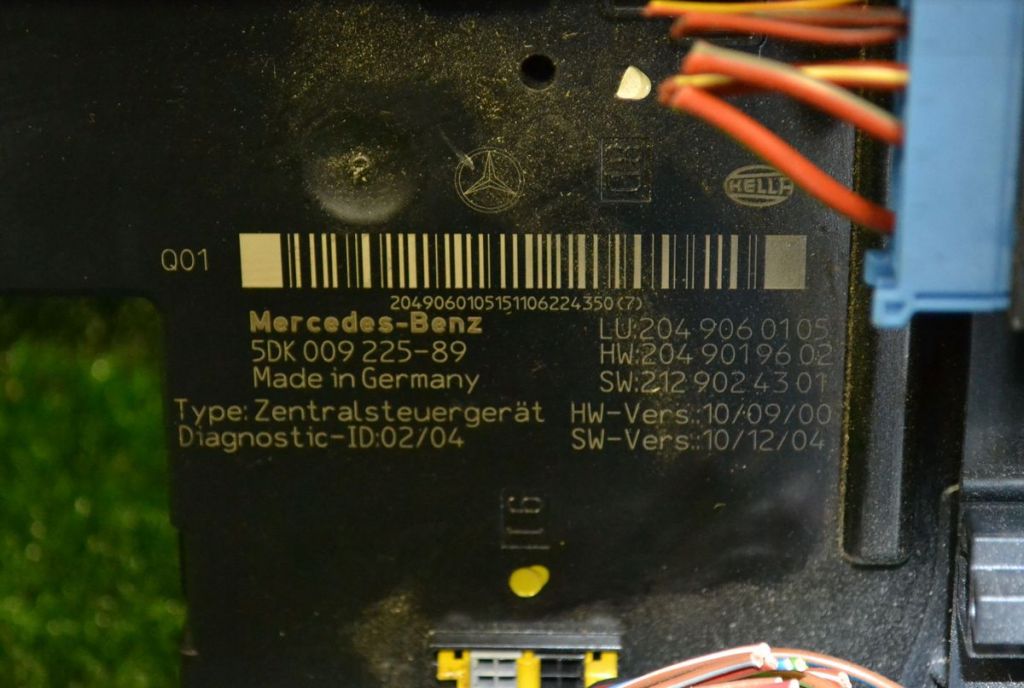 HELLA
Q01
2049060105151106224350(7)
Mercedes-Benz
5DK 009 225-89
Made in Germany
LU:204 906 01 05
HW:204 901 96 02
SW:212 902 43 01
Type: Zentralsteuergerät
Diagnostic-ID:02/04
HW-Vers.:10/09/00
SW-Vers.:10/12/04